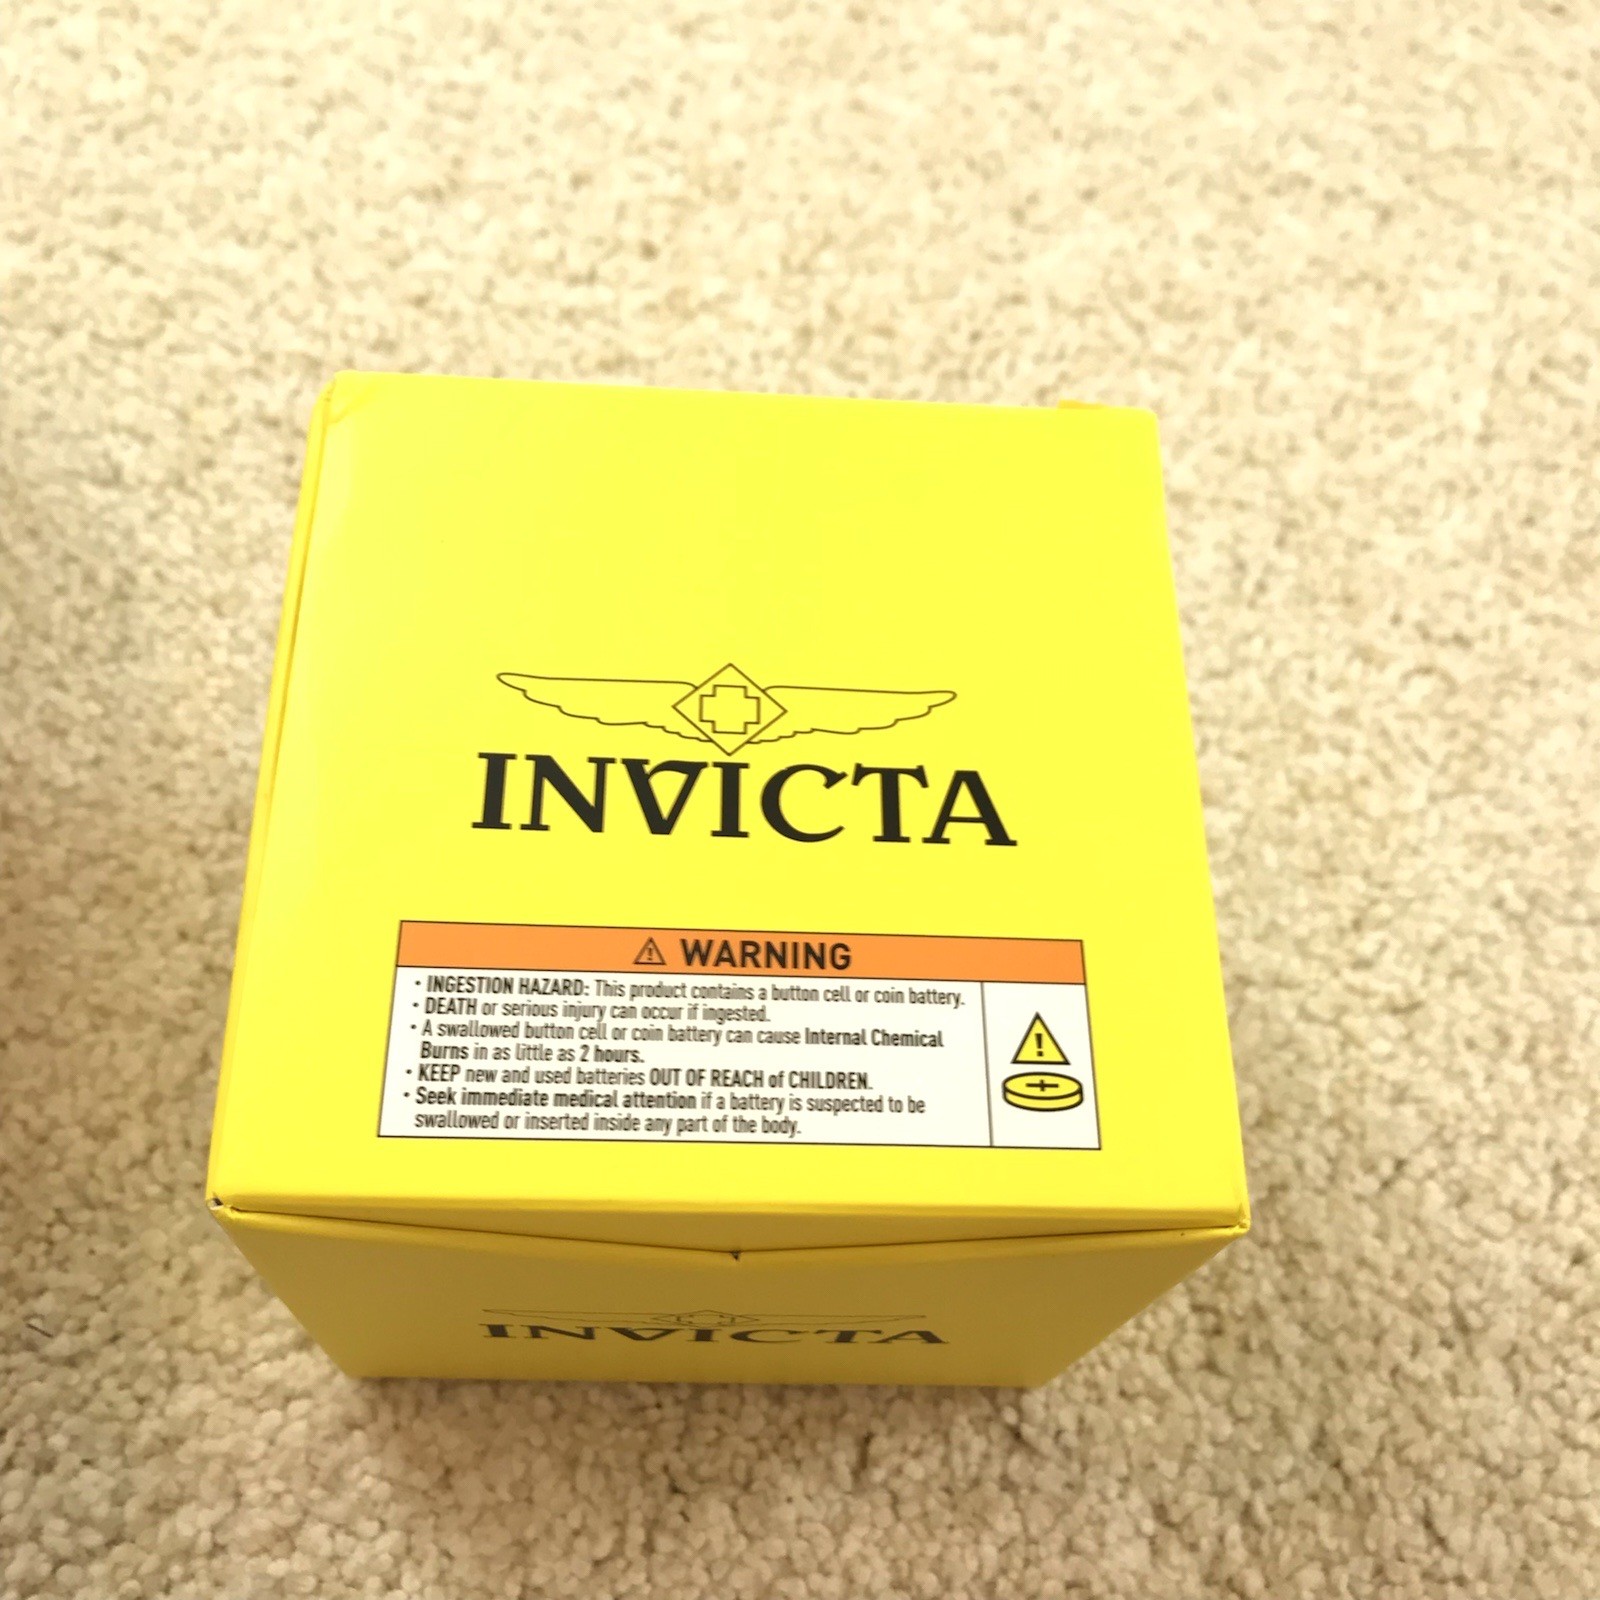 INVICTA
⚠ WARNING
• INGESTION HAZARD: This product contains a button cell or coin battery.
• DEATH or serious injury can occur if ingested.
• A swallowed button cell or coin battery can cause Internal Chemical
Burns in as little as 2 hours.
• KEEP new and used batteries OUT OF REACH of CHILDREN.
• Seek immediate medical attention if a battery is suspected to be
swallowed or inserted inside any part of the body.
INVICTA